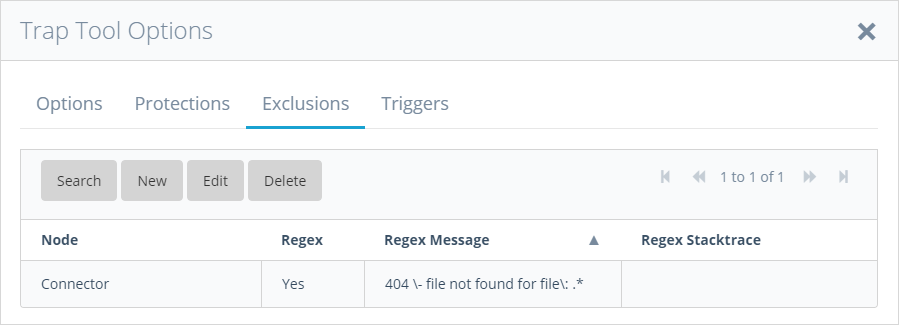 Trap Tool Options
Options Protections Exclusions Triggers
Search New Edit Delete 1 to 1 of 1
Node Regex Regex Message Regex Stacktrace
Connector Yes 404 \- file not found for file\: .*